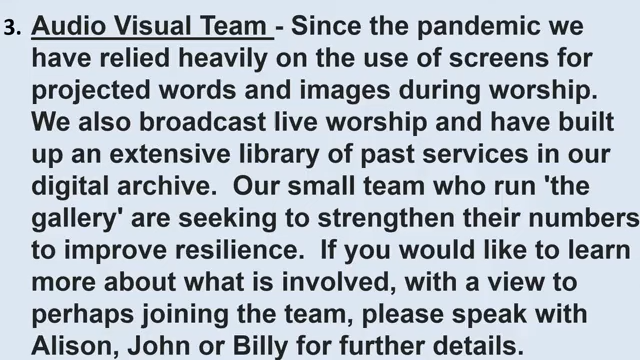 3. Audio Visual Team - Since the pandemic we
have relied heavily on the use of screens for
projected words and images during worship.
We also broadcast live worship and have built
up an extensive library of past services in our
digital archive.  Our small team who run 'the
gallery' are seeking to strengthen their numbers
to improve resilience.  If you would like to learn
more about what is involved, with a view to
perhaps joining the team, please speak with
Alison, John or Billy for further details.